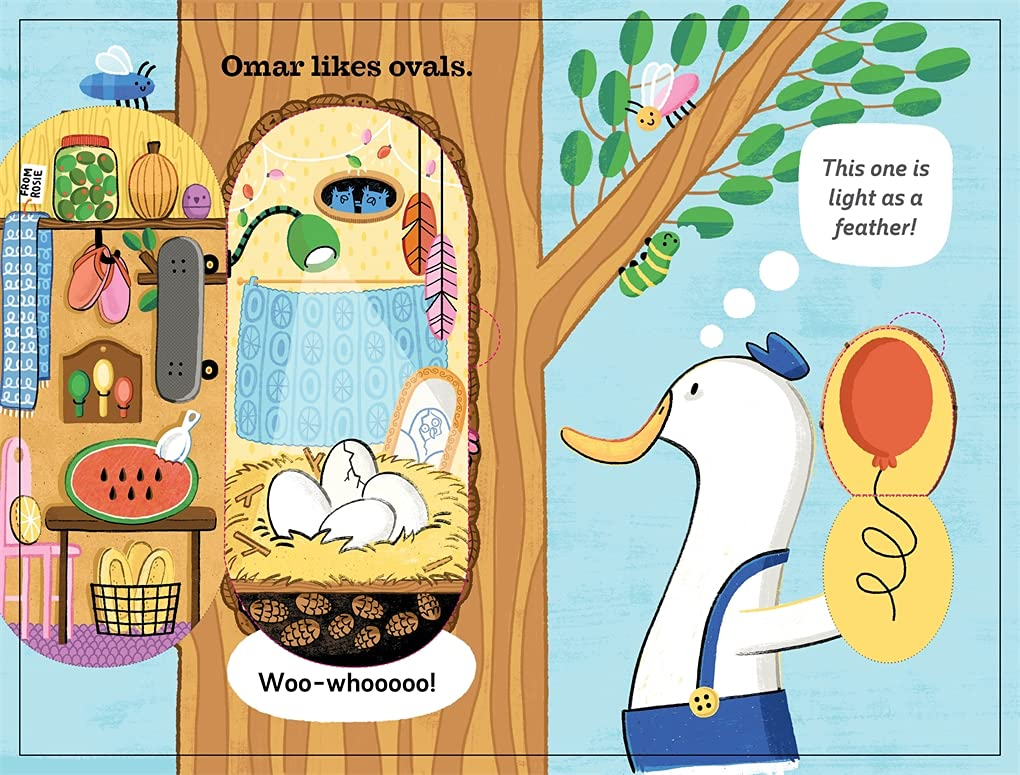 Omar likes ovals.
FROM
ROSIE
This one is
light as a
feather!
Woo-whooooo!